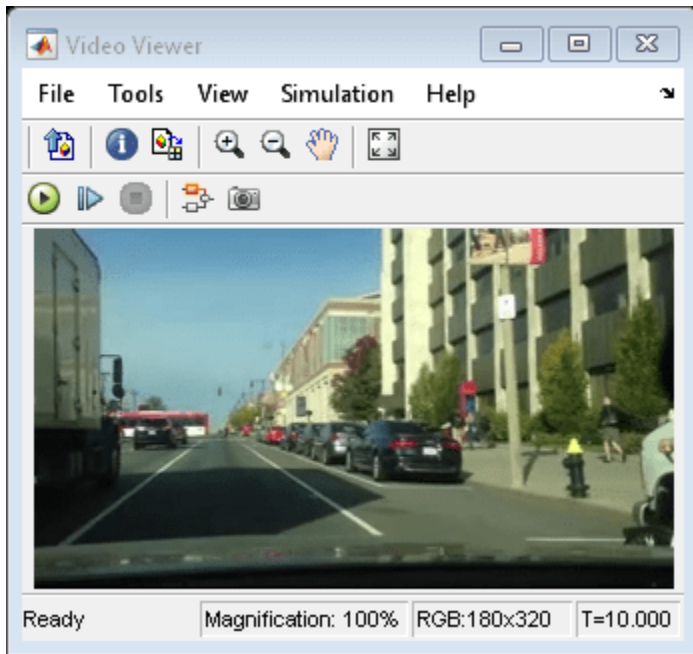 Video Viewer
File Tools View Simulation Help
Ready Magnification: 100% RGB:180x320 T=10.000